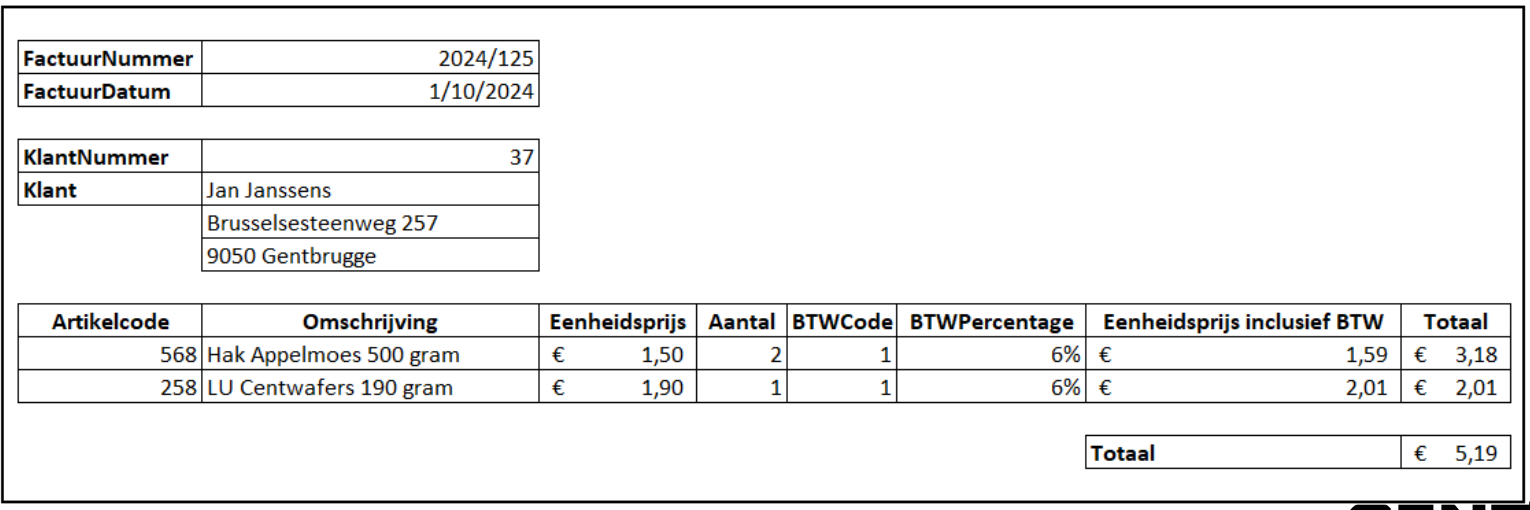 FactuurNummer 2024/125
FactuurDatum 1/10/2024
KlantNummer 37
Klant Jan Janssens
Brusselsesteenweg 257
9050 Gentbrugge
Artikelcode Omschrijving Eenheidsprijs Aantal BTWCode BTWPercentage Eenheidsprijs inclusief BTW Totaal
568 Hak Appelmoes 500 gram € 1,50 2 1 6% € 1,59 € 3,18
258 LU Centwafers 190 gram € 1,90 1 1 6% € 2,01 € 2,01
Totaal € 5,19